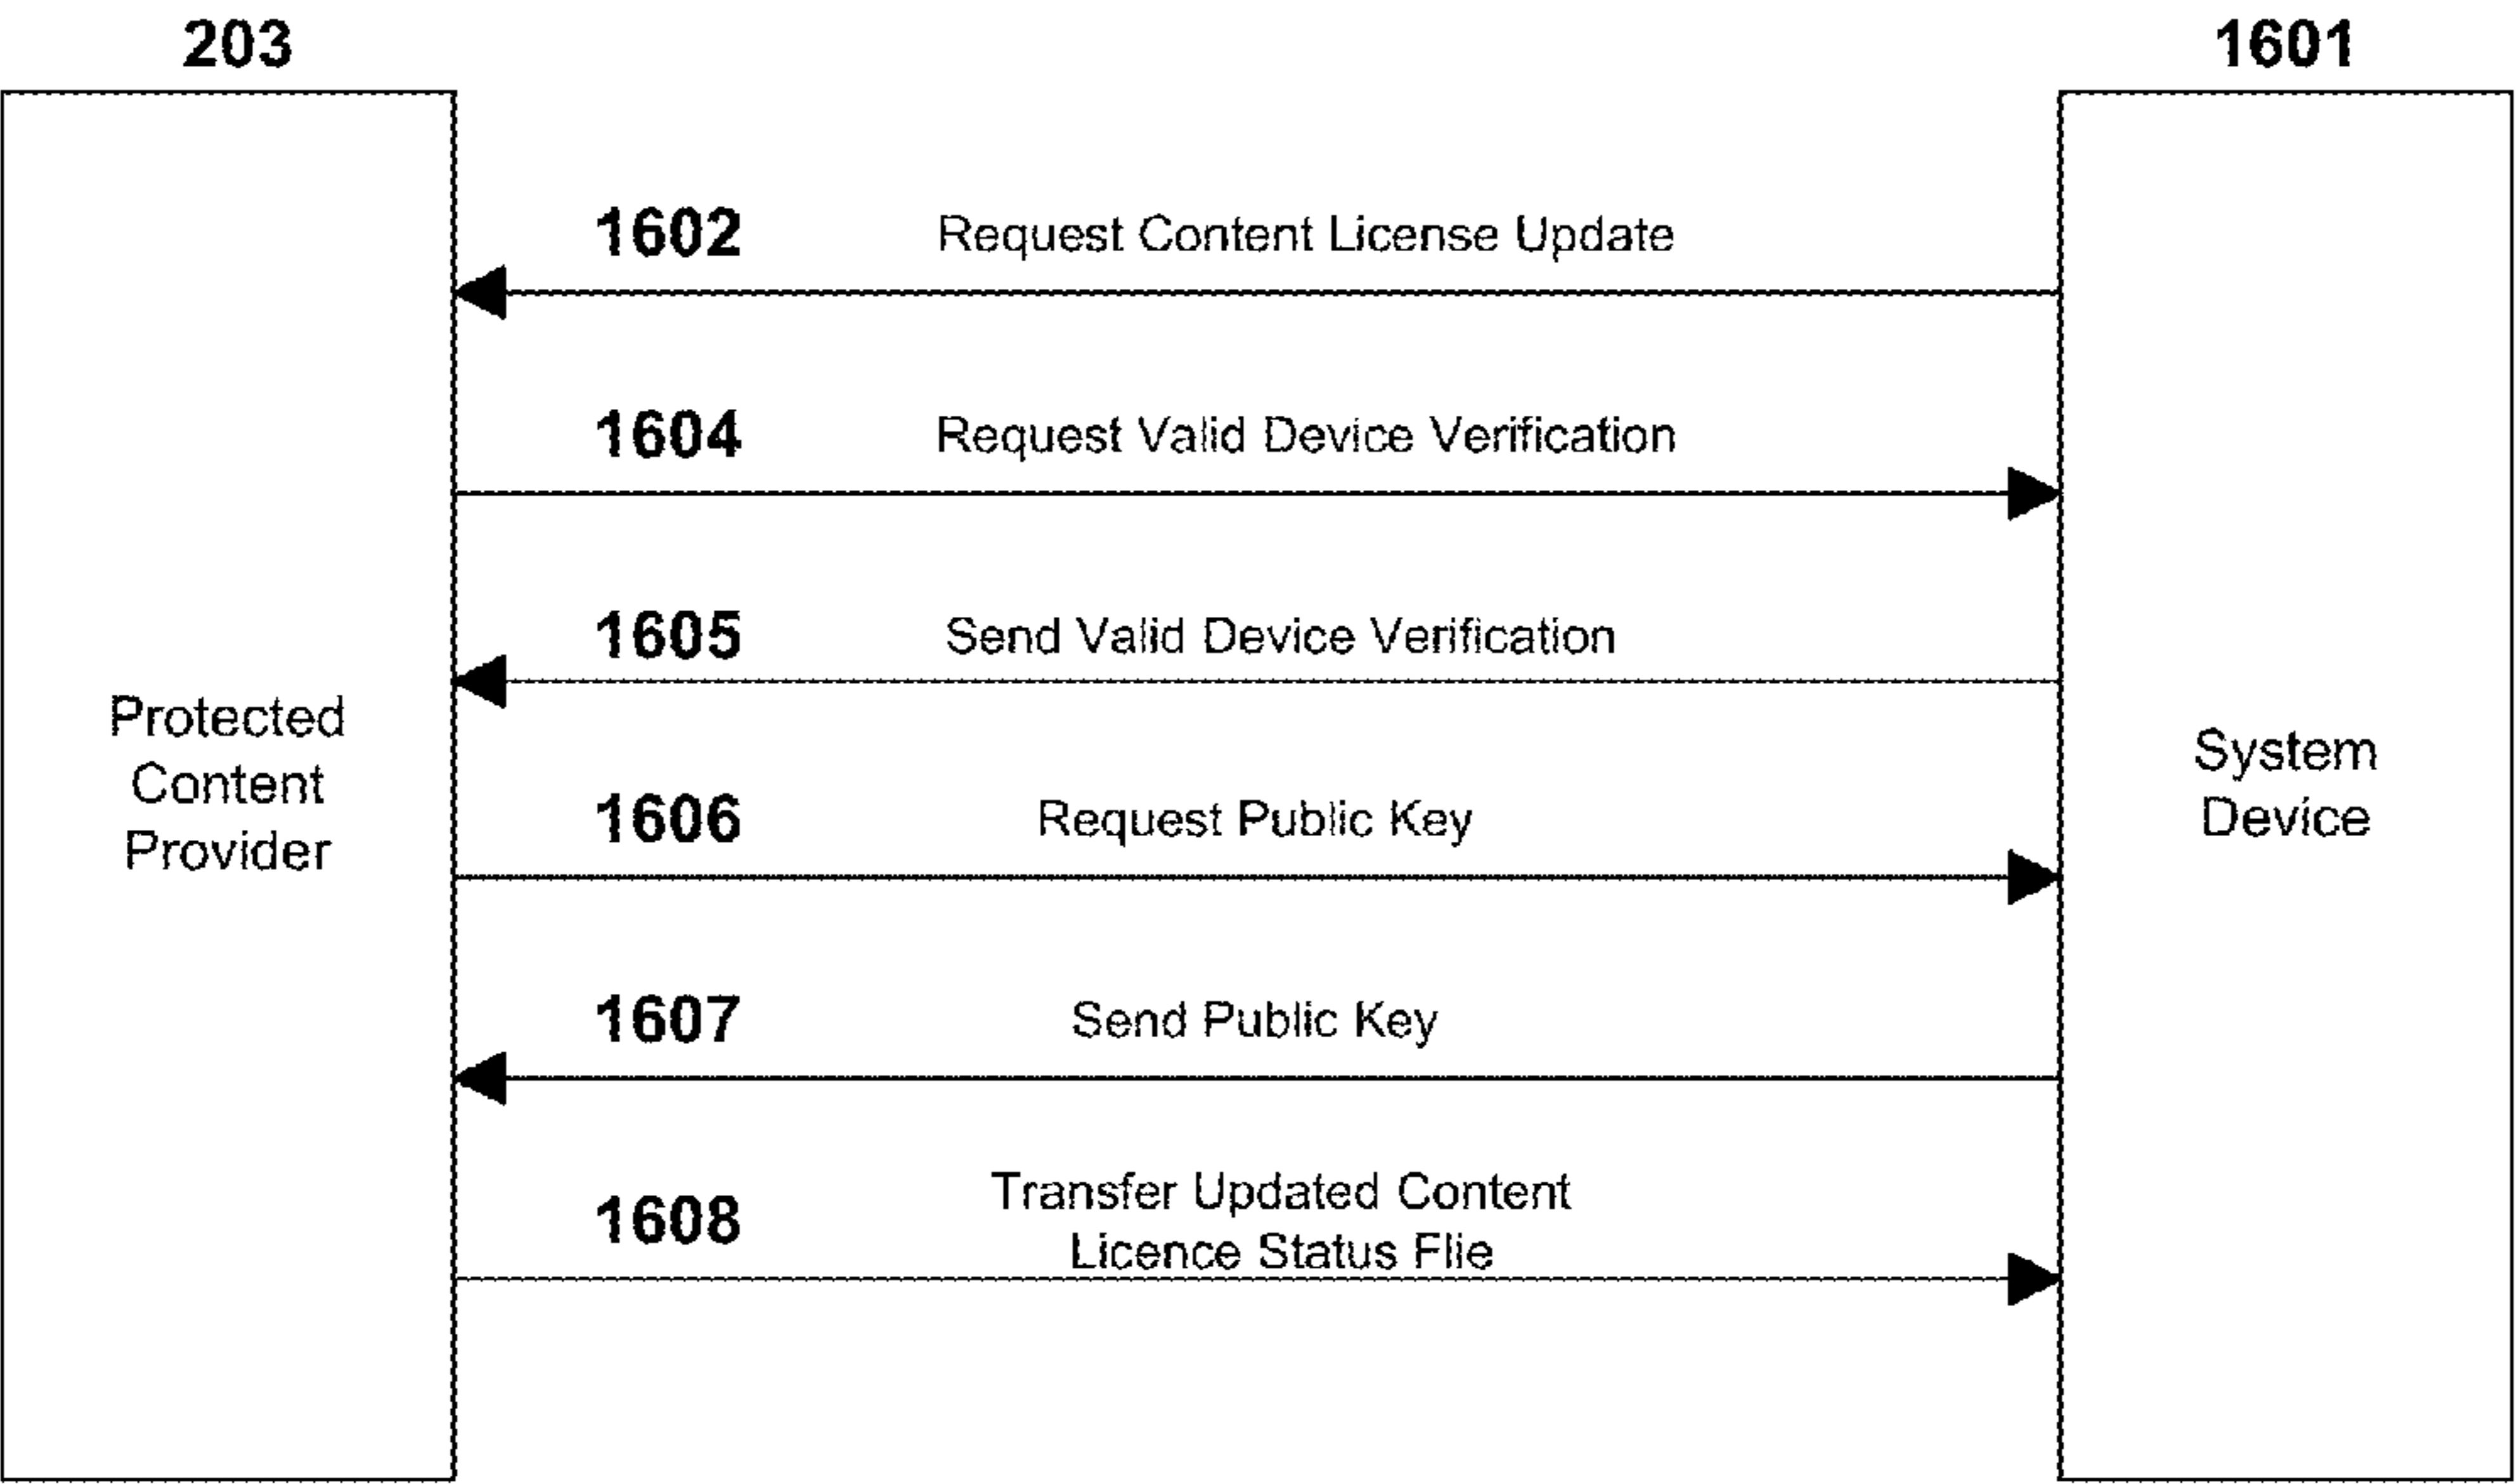 203
1601
1602 Request Content License Update
1604 Request Valid Device Verification
1605 Send Valid Device Verification
Protected
Content
Provider
System
Device
1606 Request Public Key
1607 Send Public Key
1608 Transfer Updated Content
Licence Status Flie